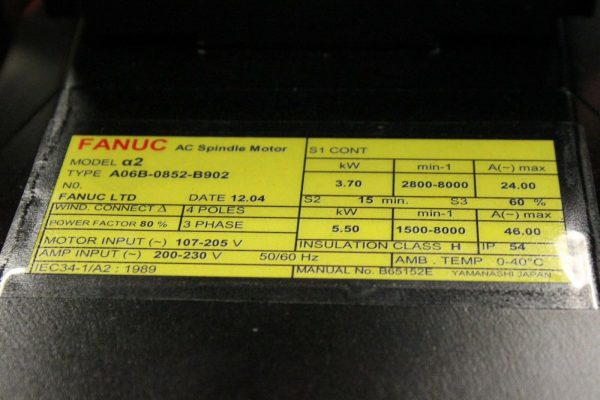 FANUC AC Spindle Motor
MODEL α2
TYPE A06B-0852-B902
N0.
FANUC LTD DATE 12.04
WIND. CONNECT Δ 4 POLES
POWER FACTOR 80 % 3 PHASE
MOTOR INPUT (~) 107-205 V
AMP INPUT (~) 200-230 V 50/60 Hz
IEC34-1/A2 : 1989
S1 CONT
kW min-1 A(~) max
3.70 2800-8000 24.00
S2 15 min. S3 60 %
kW min-1 A(~) max
5.50 1500-8000 46.00
INSULATION CLASS H IP 54
AMB. TEMP 0-40°C
MANUAL No. B65152E YAMANASHI JAPAN